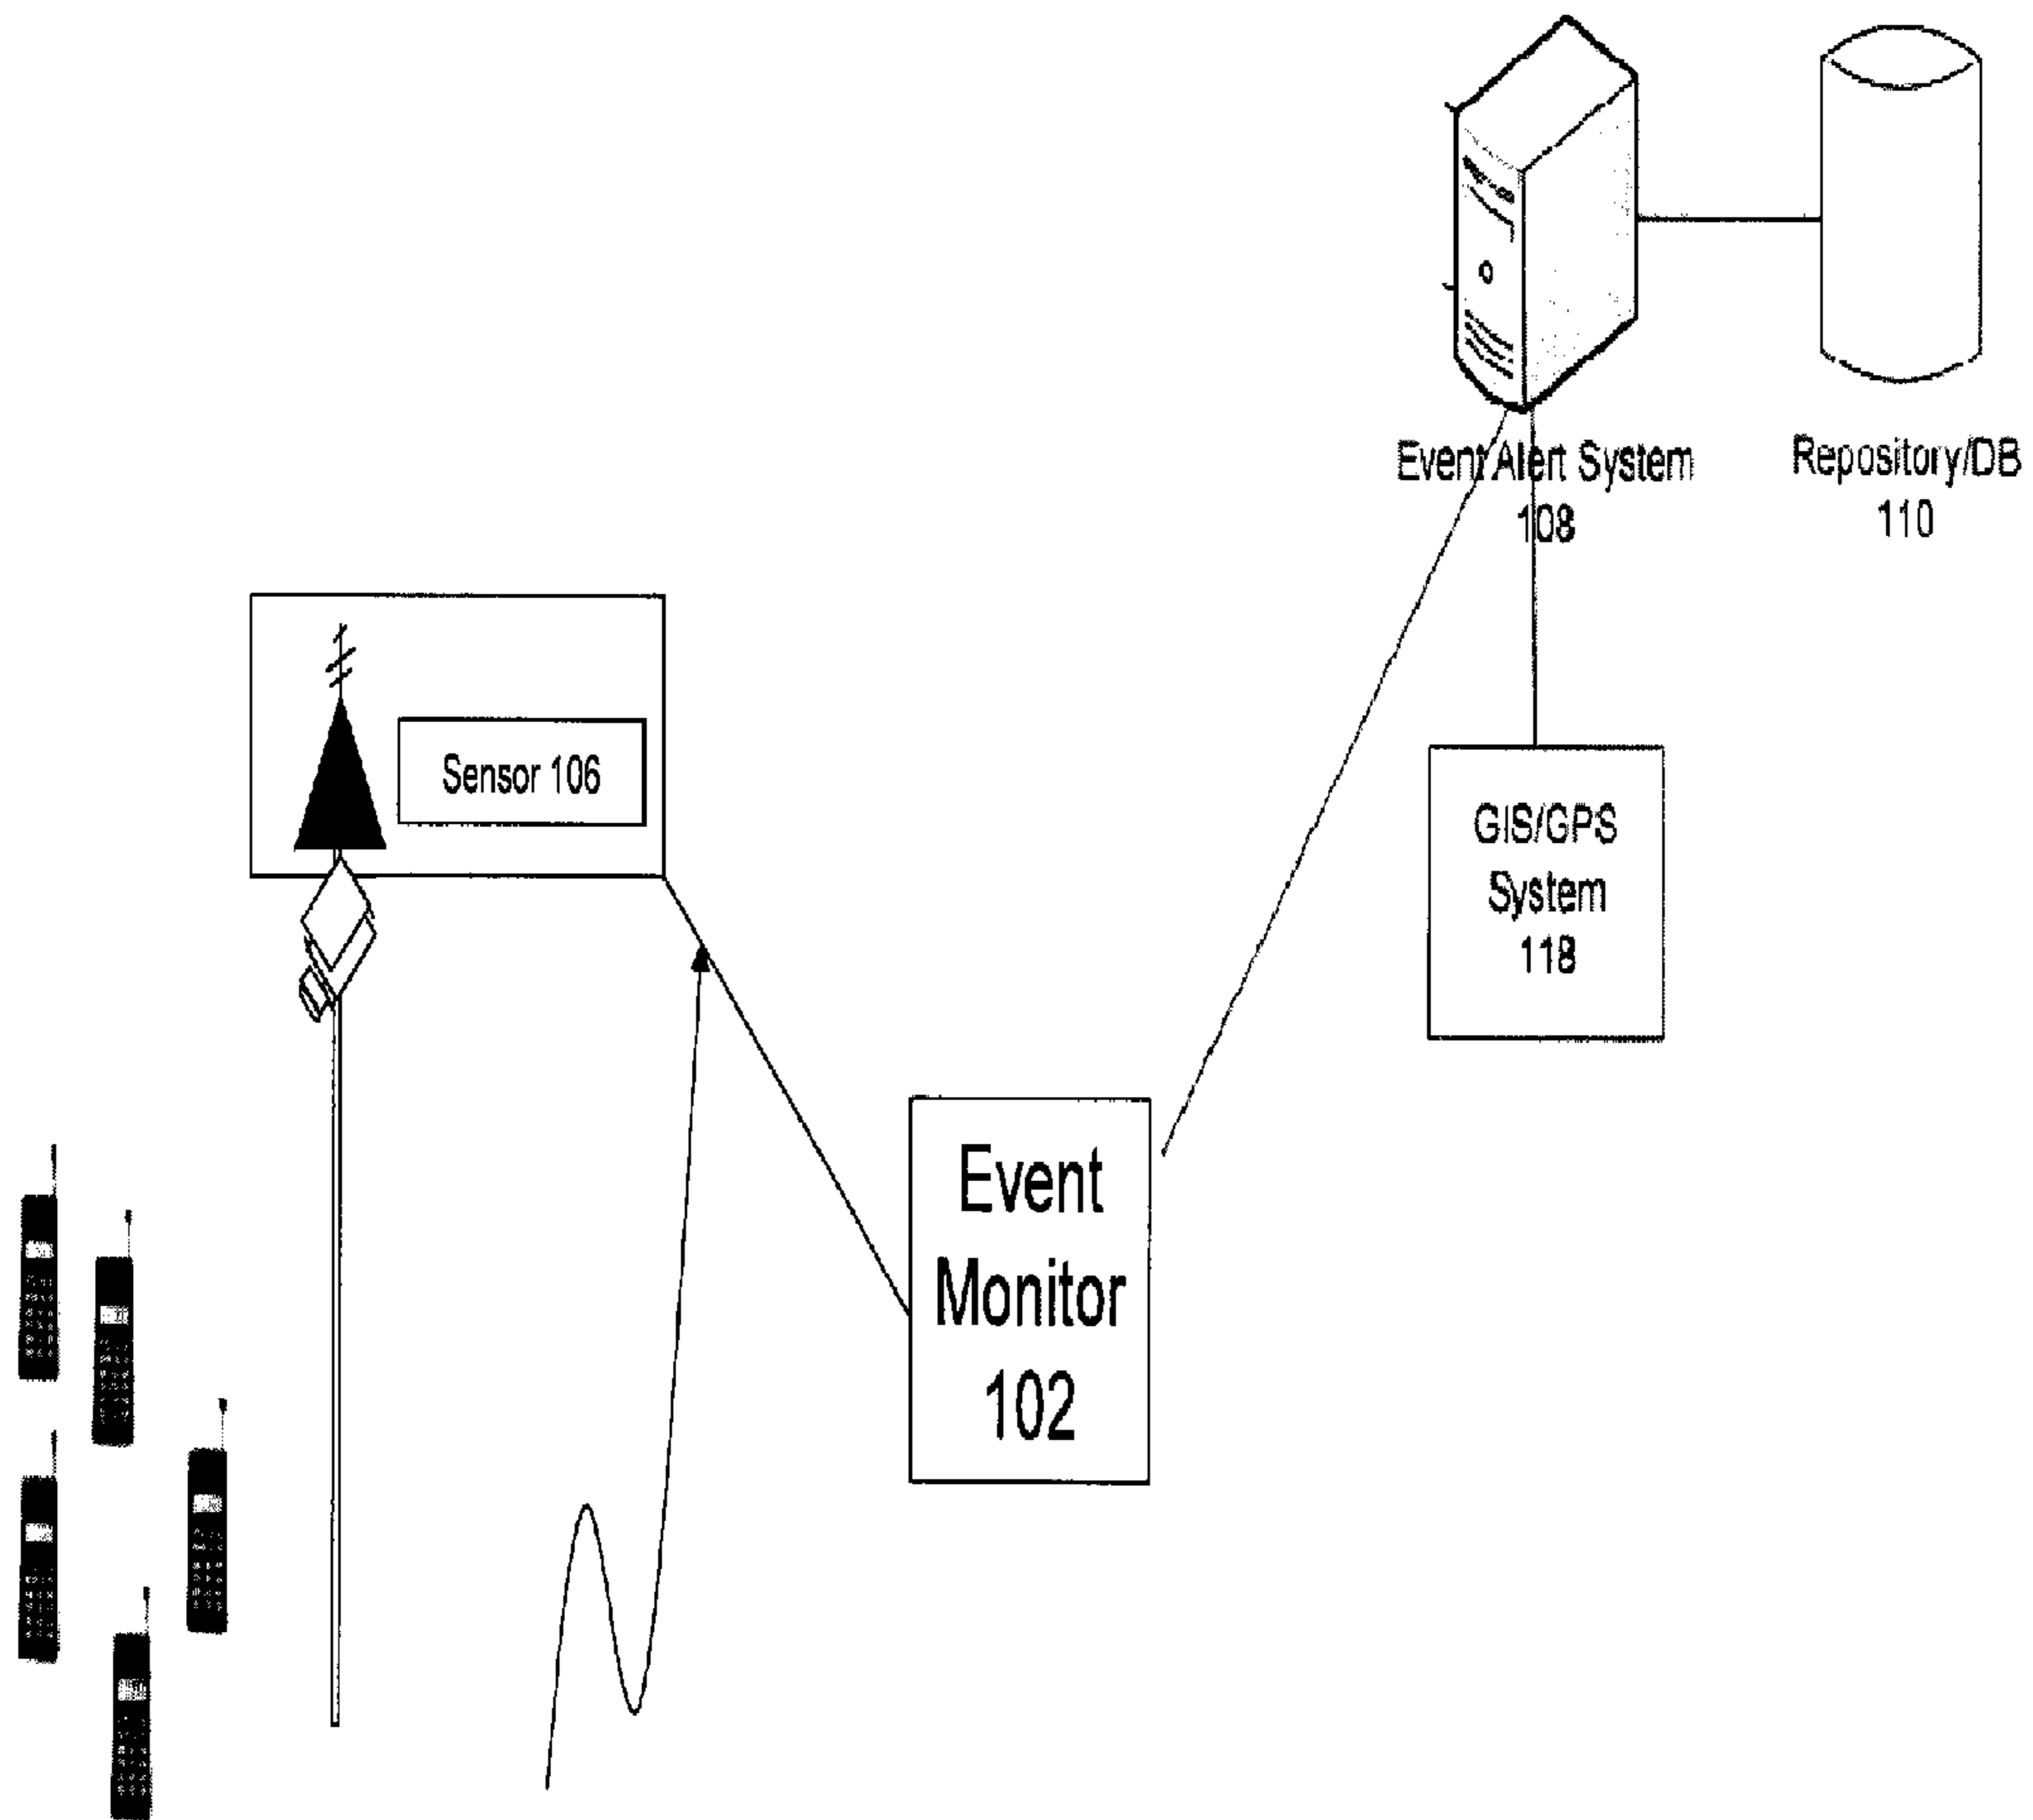 Event Alert System
108
Repository/DB
110
Sensor 106
GIS/GPS
System
118
Event
Monitor
102